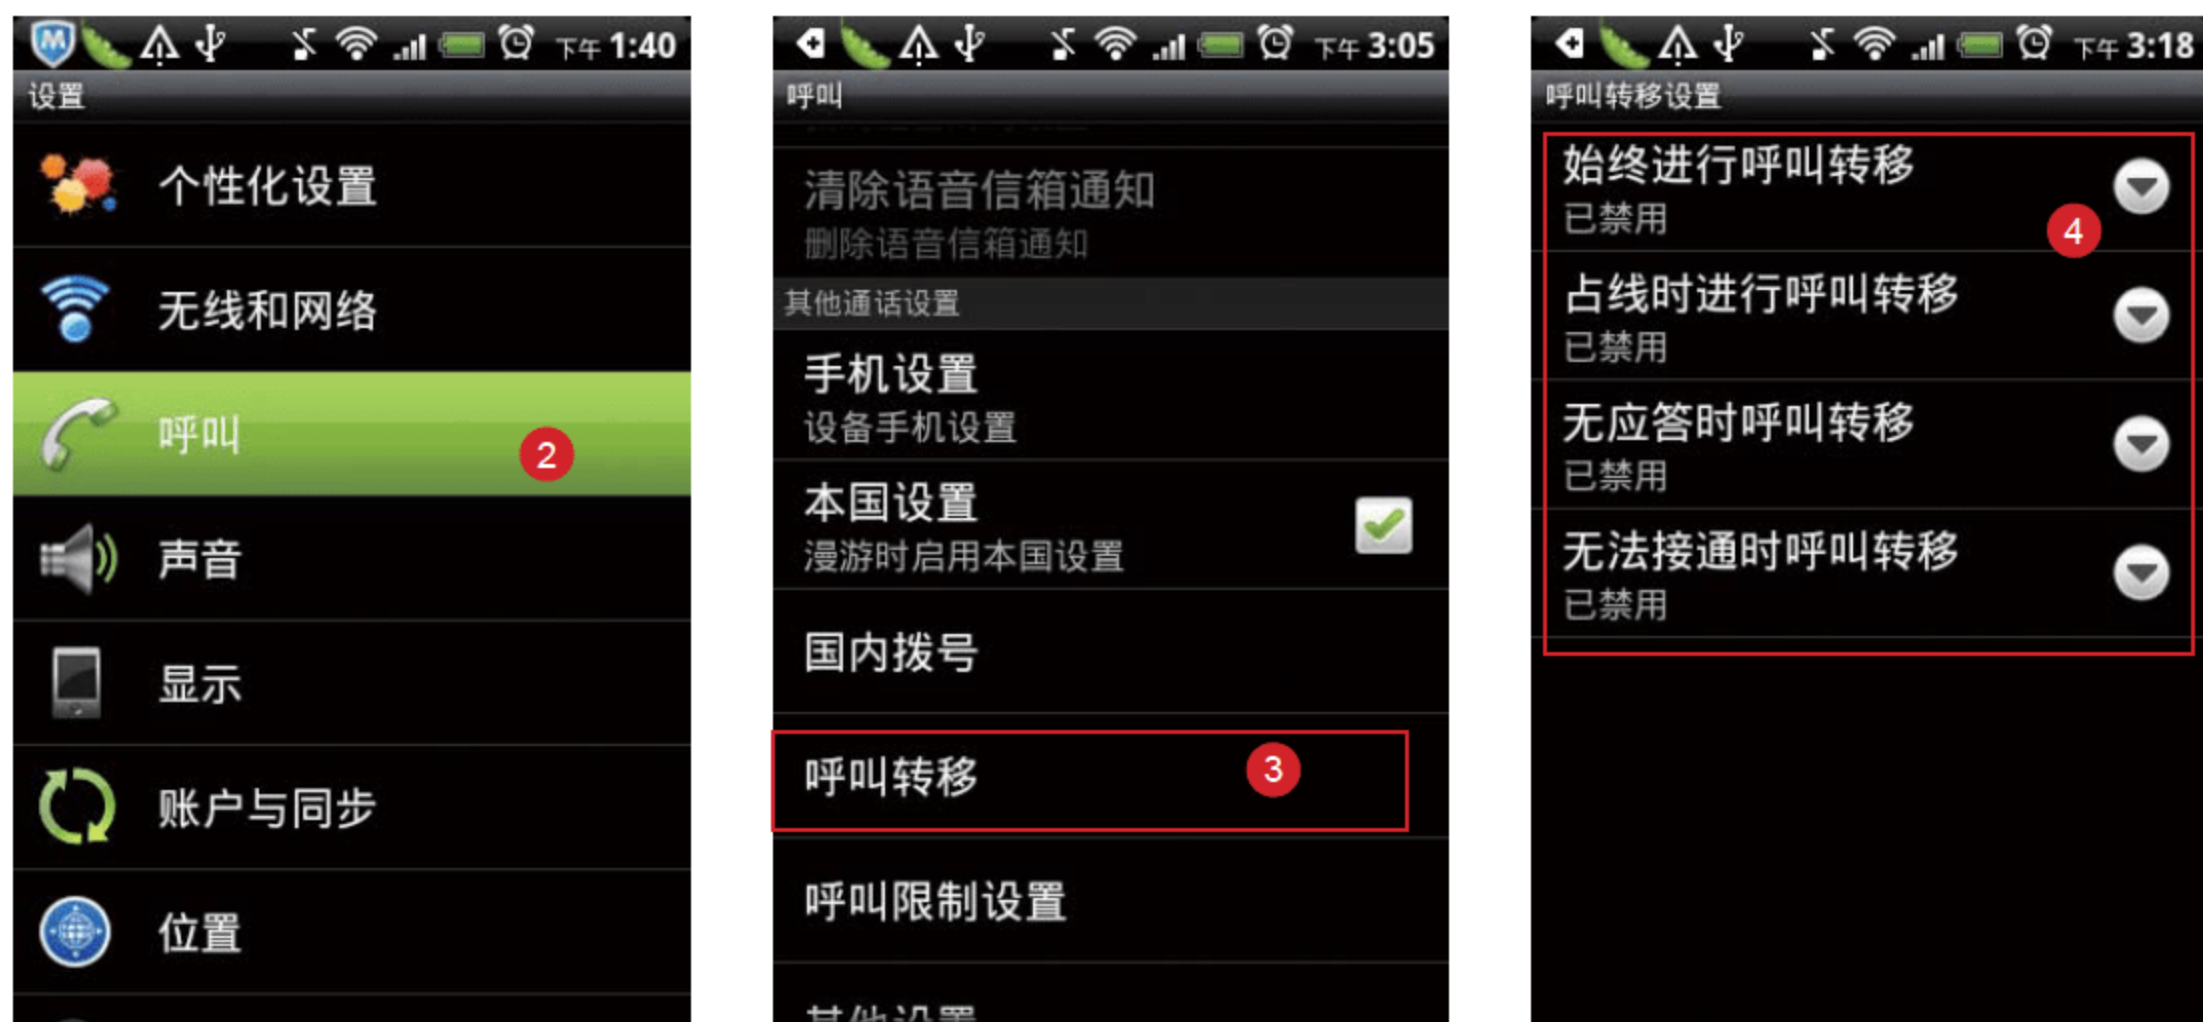 下午 1:40
设置
个性化设置
无线和网络
呼叫
2
声音
显示
账户与同步
位置
下午 3:05
呼叫
清除语音信箱通知
删除语音信箱通知
其他通话设置
手机设置
设备手机设置
本国设置
漫游时启用本国设置
国内拨号
呼叫转移
3
呼叫限制设置
其他设置
下午 3:18
呼叫转移设置
始终进行呼叫转移
已禁用
4
占线时进行呼叫转移
已禁用
无应答时呼叫转移
已禁用
无法接通时呼叫转移
已禁用